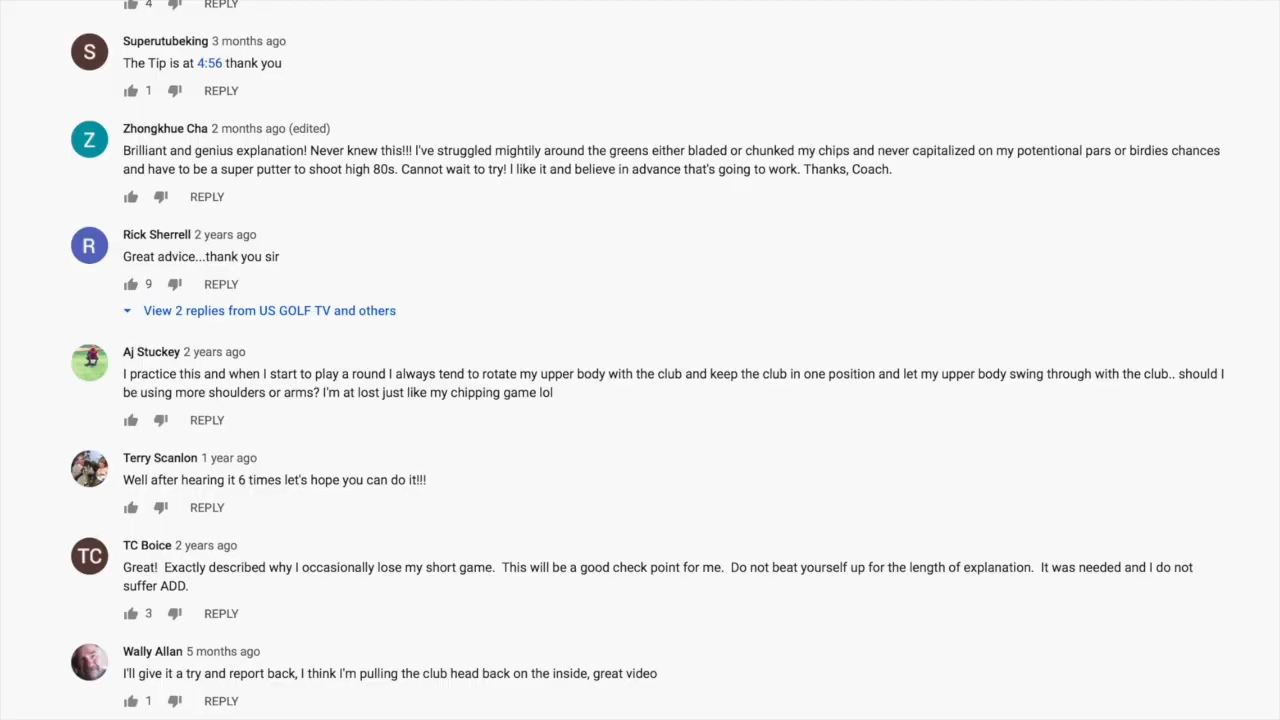 4 REPLY
S
Superutubeking 3 months ago
The Tip is at 4:56 thank you
1 REPLY
Z
Zhongkhue Cha 2 months ago (edited)
Brilliant and genius explanation! Never knew this!!! I've struggled mightily around the greens either bladed or chunked my chips and never capitalized on my potentional pars or birdies chances
and have to be a super putter to shoot high 80s. Cannot wait to try! I like it and believe in advance that's going to work. Thanks, Coach.
REPLY
R
Rick Sherrell 2 years ago
Great advice...thank you sir
9 REPLY
View 2 replies from US GOLF TV and others
Aj Stuckey 2 years ago
I practice this and when I start to play a round I always tend to rotate my upper body with the club and keep the club in one position and let my upper body swing through with the club.. should I
be using more shoulders or arms? I'm at lost just like my chipping game lol
REPLY
Terry Scanlon 1 year ago
Well after hearing it 6 times let's hope you can do it!!!
REPLY
TC
TC Boice 2 years ago
Great!  Exactly described why I occasionally lose my short game.  This will be a good check point for me.  Do not beat yourself up for the length of explanation.  It was needed and I do not
suffer ADD.
3 REPLY
Wally Allan 5 months ago
I'll give it a try and report back, I think I'm pulling the club head back on the inside, great video
1 REPLY